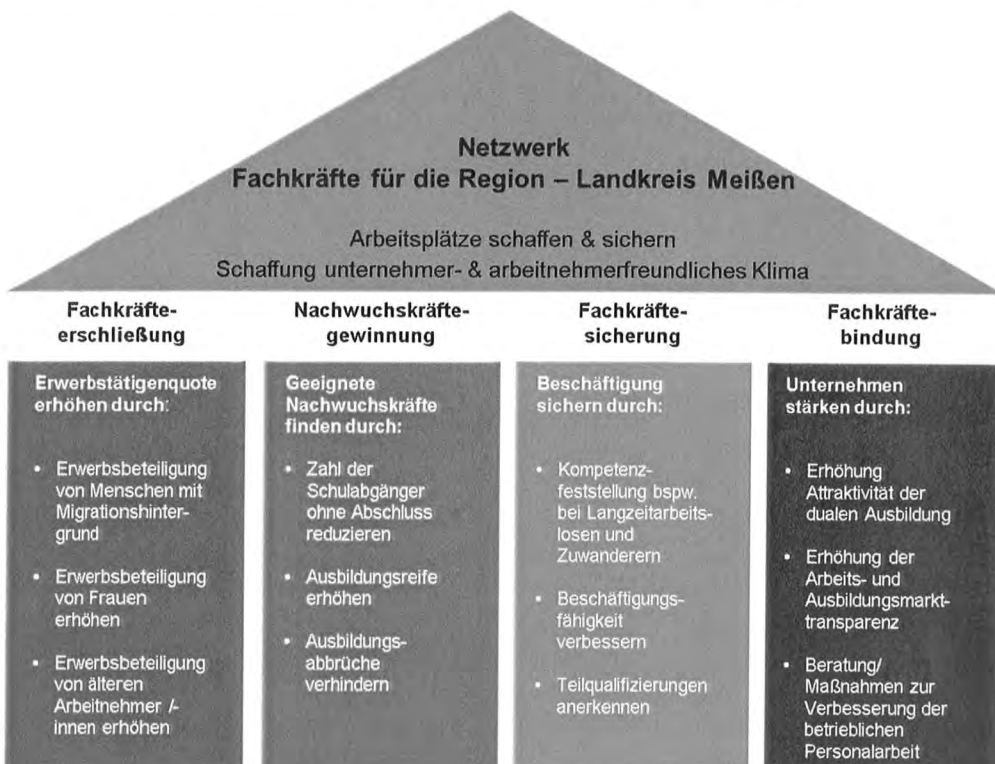 Netzwerk
Fachkräfte für die Region – Landkreis Meißen
Arbeitsplätze schaffen & sichern
Schaffung unternehmer- & arbeitnehmerfreundliches Klima
Fachkräfte-
erschließung
Erwerbstätigenquote
erhöhen durch:
• Erwerbsbeteiligung
von Menschen mit
Migrationshinter-
grund
• Erwerbsbeteiligung
von Frauen
erhöhen
• Erwerbsbeteiligung
von älteren
Arbeitnehmer /-
innen erhöhen
Nachwuchskräfte-
gewinnung
Geeignete
Nachwuchskräfte
finden durch:
• Zahl der
Schulabgänger
ohne Abschluss
reduzieren
• Ausbildungsreife
erhöhen
• Ausbildungs-
abbrüche
verhindern
Fachkräfte-
sicherung
Beschäftigung
sichern durch:
• Kompetenz-
feststellung bspw.
bei Langzeitarbeits-
losen und
Zuwanderern
• Beschäftigungs-
fähigkeit
verbessern
• Teilqualifizierungen
anerkennen
Fachkräfte-
bindung
Unternehmen
stärken durch:
• Erhöhung
Attraktivität der
dualen Ausbildung
• Erhöhung der
Arbeits- und
Ausbildungsmarkt-
transparenz
• Beratung/
Maßnahmen zur
Verbesserung der
betrieblichen
Personalarbeit